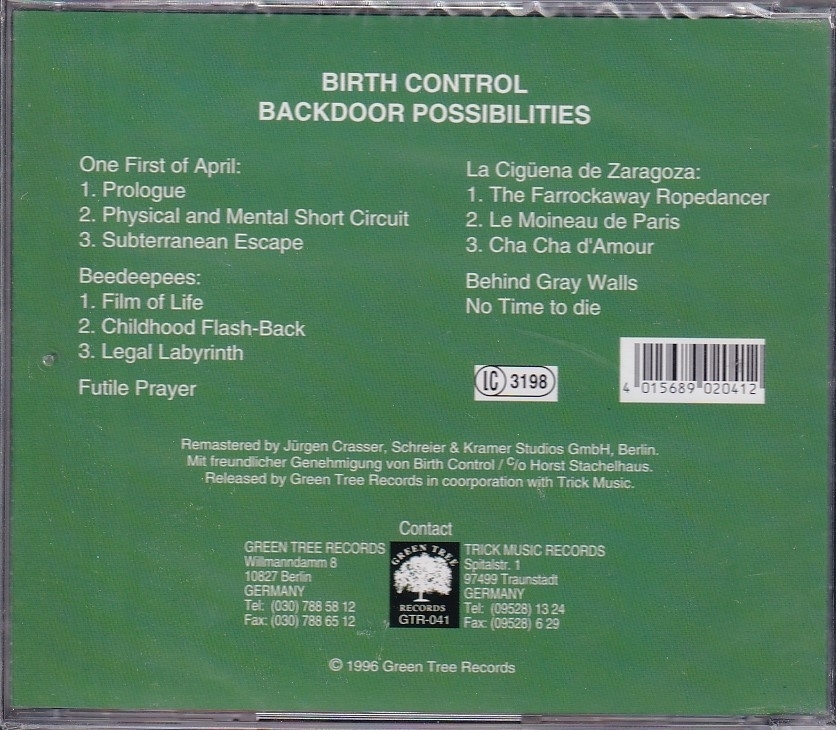 BIRTH CONTROL
BACKDOOR POSSIBILITIES
One First of April:
1. Prologue
2. Physical and Mental Short Circuit
3. Subterranean Escape
Beedeepees:
1. Film of Life
2. Childhood Flash-Back
3. Legal Labyrinth
Futile Prayer
La Cigüena de Zaragoza:
1. The Farrockaway Ropedancer
2. Le Moineau de Paris
3. Cha Cha d'Amour
Behind Gray Walls
No Time to die
LC 3198
4 015689 020412
Remastered by Jürgen Crasser, Schreier & Kramer Studios GmbH, Berlin.
Mit freundlicher Genehmigung von Birth Control / c/o Horst Stachelhaus.
Released by Green Tree Records in coorporation with Trick Music.
Contact
GREEN TREE RECORDS
Willmanndamm 8
10827 Berlin
GERMANY
Tel: (030) 788 58 12
Fax: (030) 788 65 12
GREEN TREE
RECORDS
GTR-041
TRICK MUSIC RECORDS
Spitalstr. 1
97499 Traunstadt
GERMANY
Tel: (09528) 13 24
Fax: (09528) 6 29
© 1996 Green Tree Records